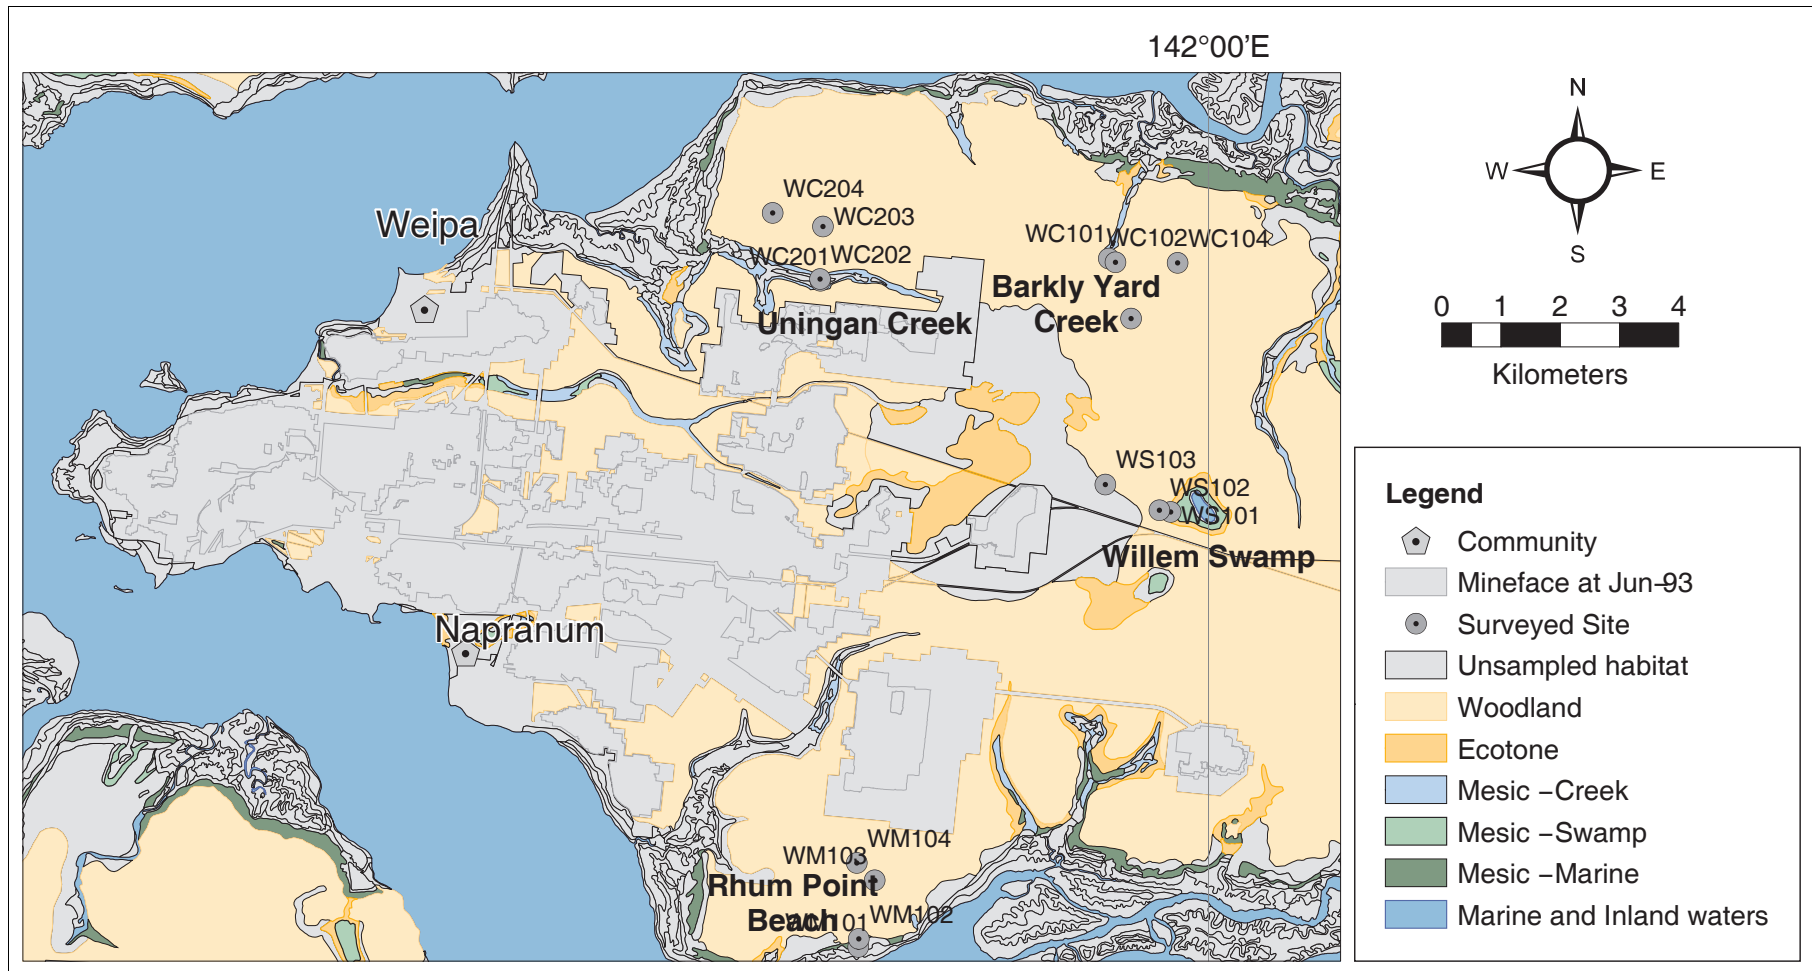 142°00'E
N
W E
S
WC204
WC203
Weipa
WC101 WC102 WC104
WC201 WC202
Barkly Yard
Creek
Uningan Creek
0 1 2 3 4
Kilometers
WS103
WS102
WS101
Willem Swamp
Napranum
WM104
WM103
Rhum Point
Beach
WM102
Legend
Community
Mineface at Jun–93
Surveyed Site
Unsampled habitat
Woodland
Ecotone
Mesic –Creek
Mesic –Swamp
Mesic –Marine
Marine and Inland waters